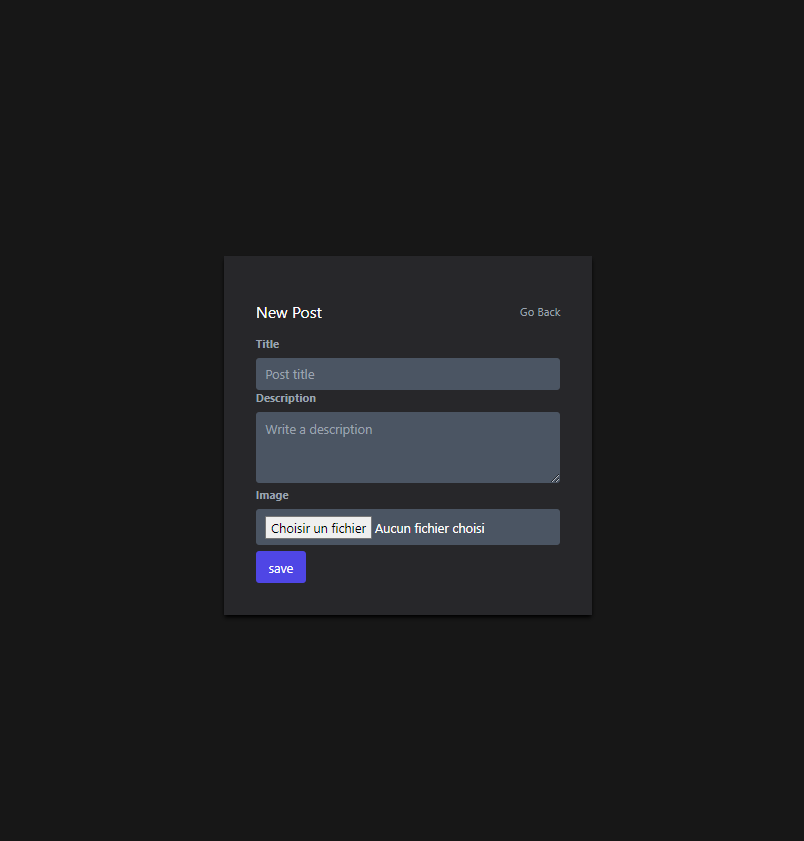 New Post Go Back
Title
Post title
Description
Write a description
Image
Choisir un fichier Aucun fichier choisi
save